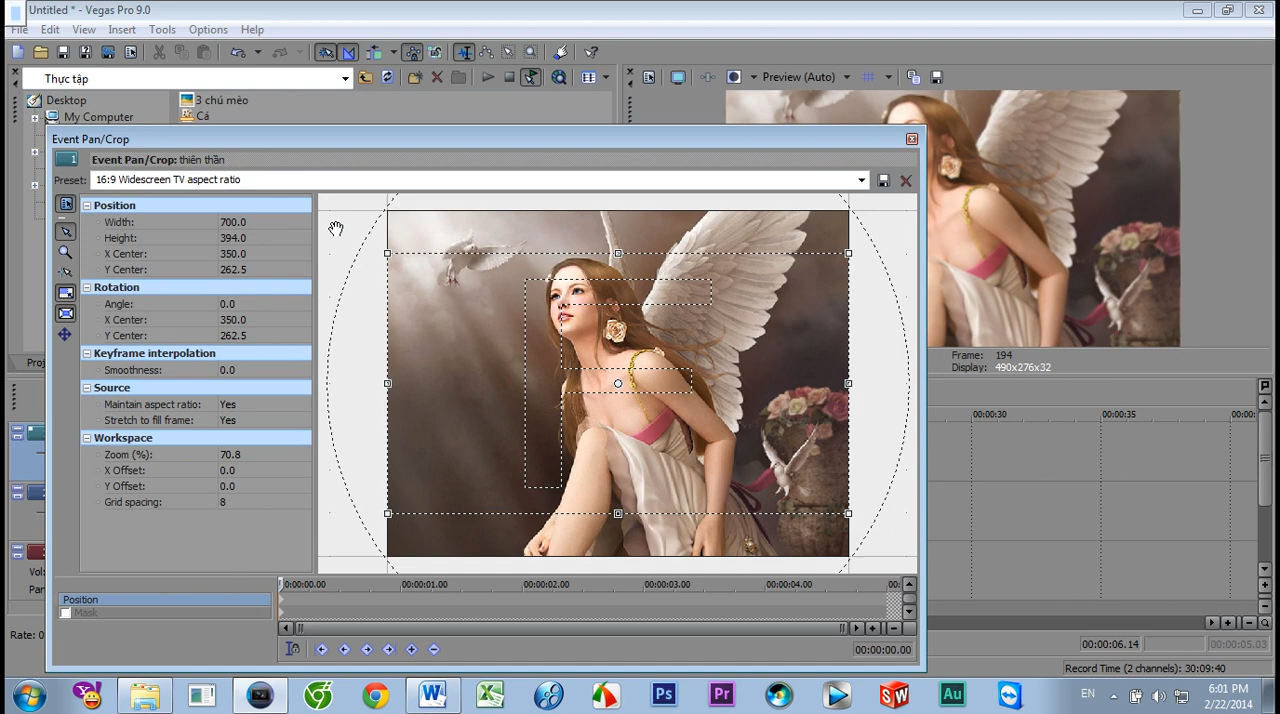 Untitled * - Vegas Pro 9.0
File Edit View Insert Tools Options Help
Thực tập
Preview (Auto)
Desktop
My Computer
3 chú mèo
Cá
Event Pan/Crop
1 Event Pan/Crop: thiên thần
Preset: 16:9 Widescreen TV aspect ratio
Position
Width: 700.0
Height: 394.0
X Center: 350.0
Y Center: 262.5
Rotation
Angle: 0.0
X Center: 350.0
Y Center: 262.5
Keyframe interpolation
Smoothness: 0.0
Source
Maintain aspect ratio: Yes
Stretch to fill frame: Yes
Workspace
Zoom (%): 70.8
X Offset: 0.0
Y Offset: 0.0
Grid spacing: 8
Proj
Frame: 194
Display: 490x276x32
00:00:30 00:00:35 00:00:
Vol:
Pan:
Rate: 0
00:00:00.00 00:00:01.00 00:00:02.00 00:00:03.00 00:00:04.00 00:
Position
Mask
00:00:00.00
00:00:06.14 00:00:05.03
Record Time (2 channels): 30:09:40
Ps Pr SW Au
EN
6:01 PM
2/22/2014